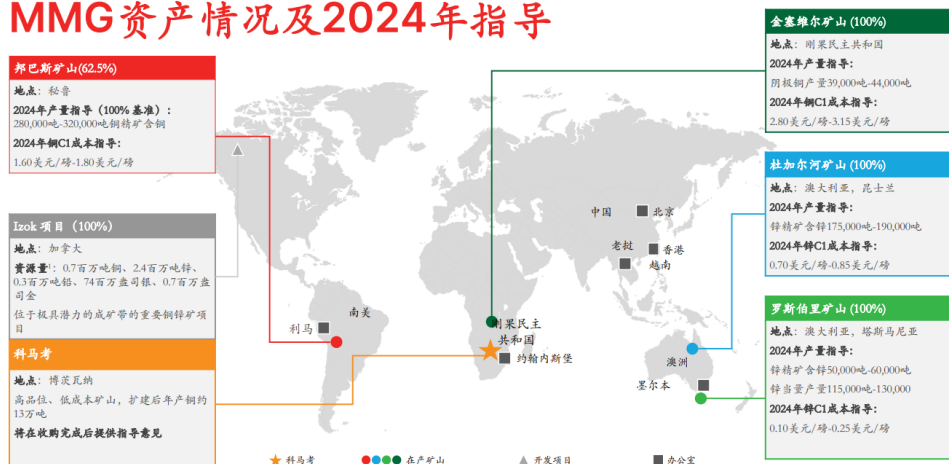 MMG资产情况及2024年指导
邦巴斯矿山(62.5%)
地点：秘鲁
2024年产量指导（100% 基准）：
280,000吨-320,000吨铜精矿含铜
2024年铜C1成本指导：
1.60美元/磅-1.80美元/磅
Izok 项目（100%）
地点：加拿大
资源量¹：0.7百万吨铜、2.4百万吨锌、
0.3百万吨铅、74百万盎司银、0.7百万盎
司金
位于极具潜力的成矿带的重要铜锌矿项
目
科马考
地点：博茨瓦纳
高品位、低成本矿山，扩建后年产铜约
13万吨
将在收购完成后提供指导意见
南美
利马
刚果民主
共和国
约翰内斯堡
中国
北京
老挝
香港
越南
澳洲
墨尔本
金塞维尔矿山 (100%)
地点：刚果民主共和国
2024年产量指导：
阴极铜产量39,000吨-44,000吨
2024年铜C1成本指导：
2.80美元/磅-3.15美元/磅
杜加尔河矿山 (100%)
地点：澳大利亚，昆士兰
2024年产量指导：
锌精矿含锌175,000吨-190,000吨
2024年锌C1成本指导：
0.70美元/磅-0.85美元/磅
罗斯伯里矿山 (100%)
地点：澳大利亚，塔斯马尼亚
2024年产量指导：
锌精矿含锌50,000吨-60,000吨
锌当量产量115,000吨-130,000
2024年锌C1成本指导：
0.10美元/磅-0.25美元/磅
科马考
在产矿山
开发项目
办公室